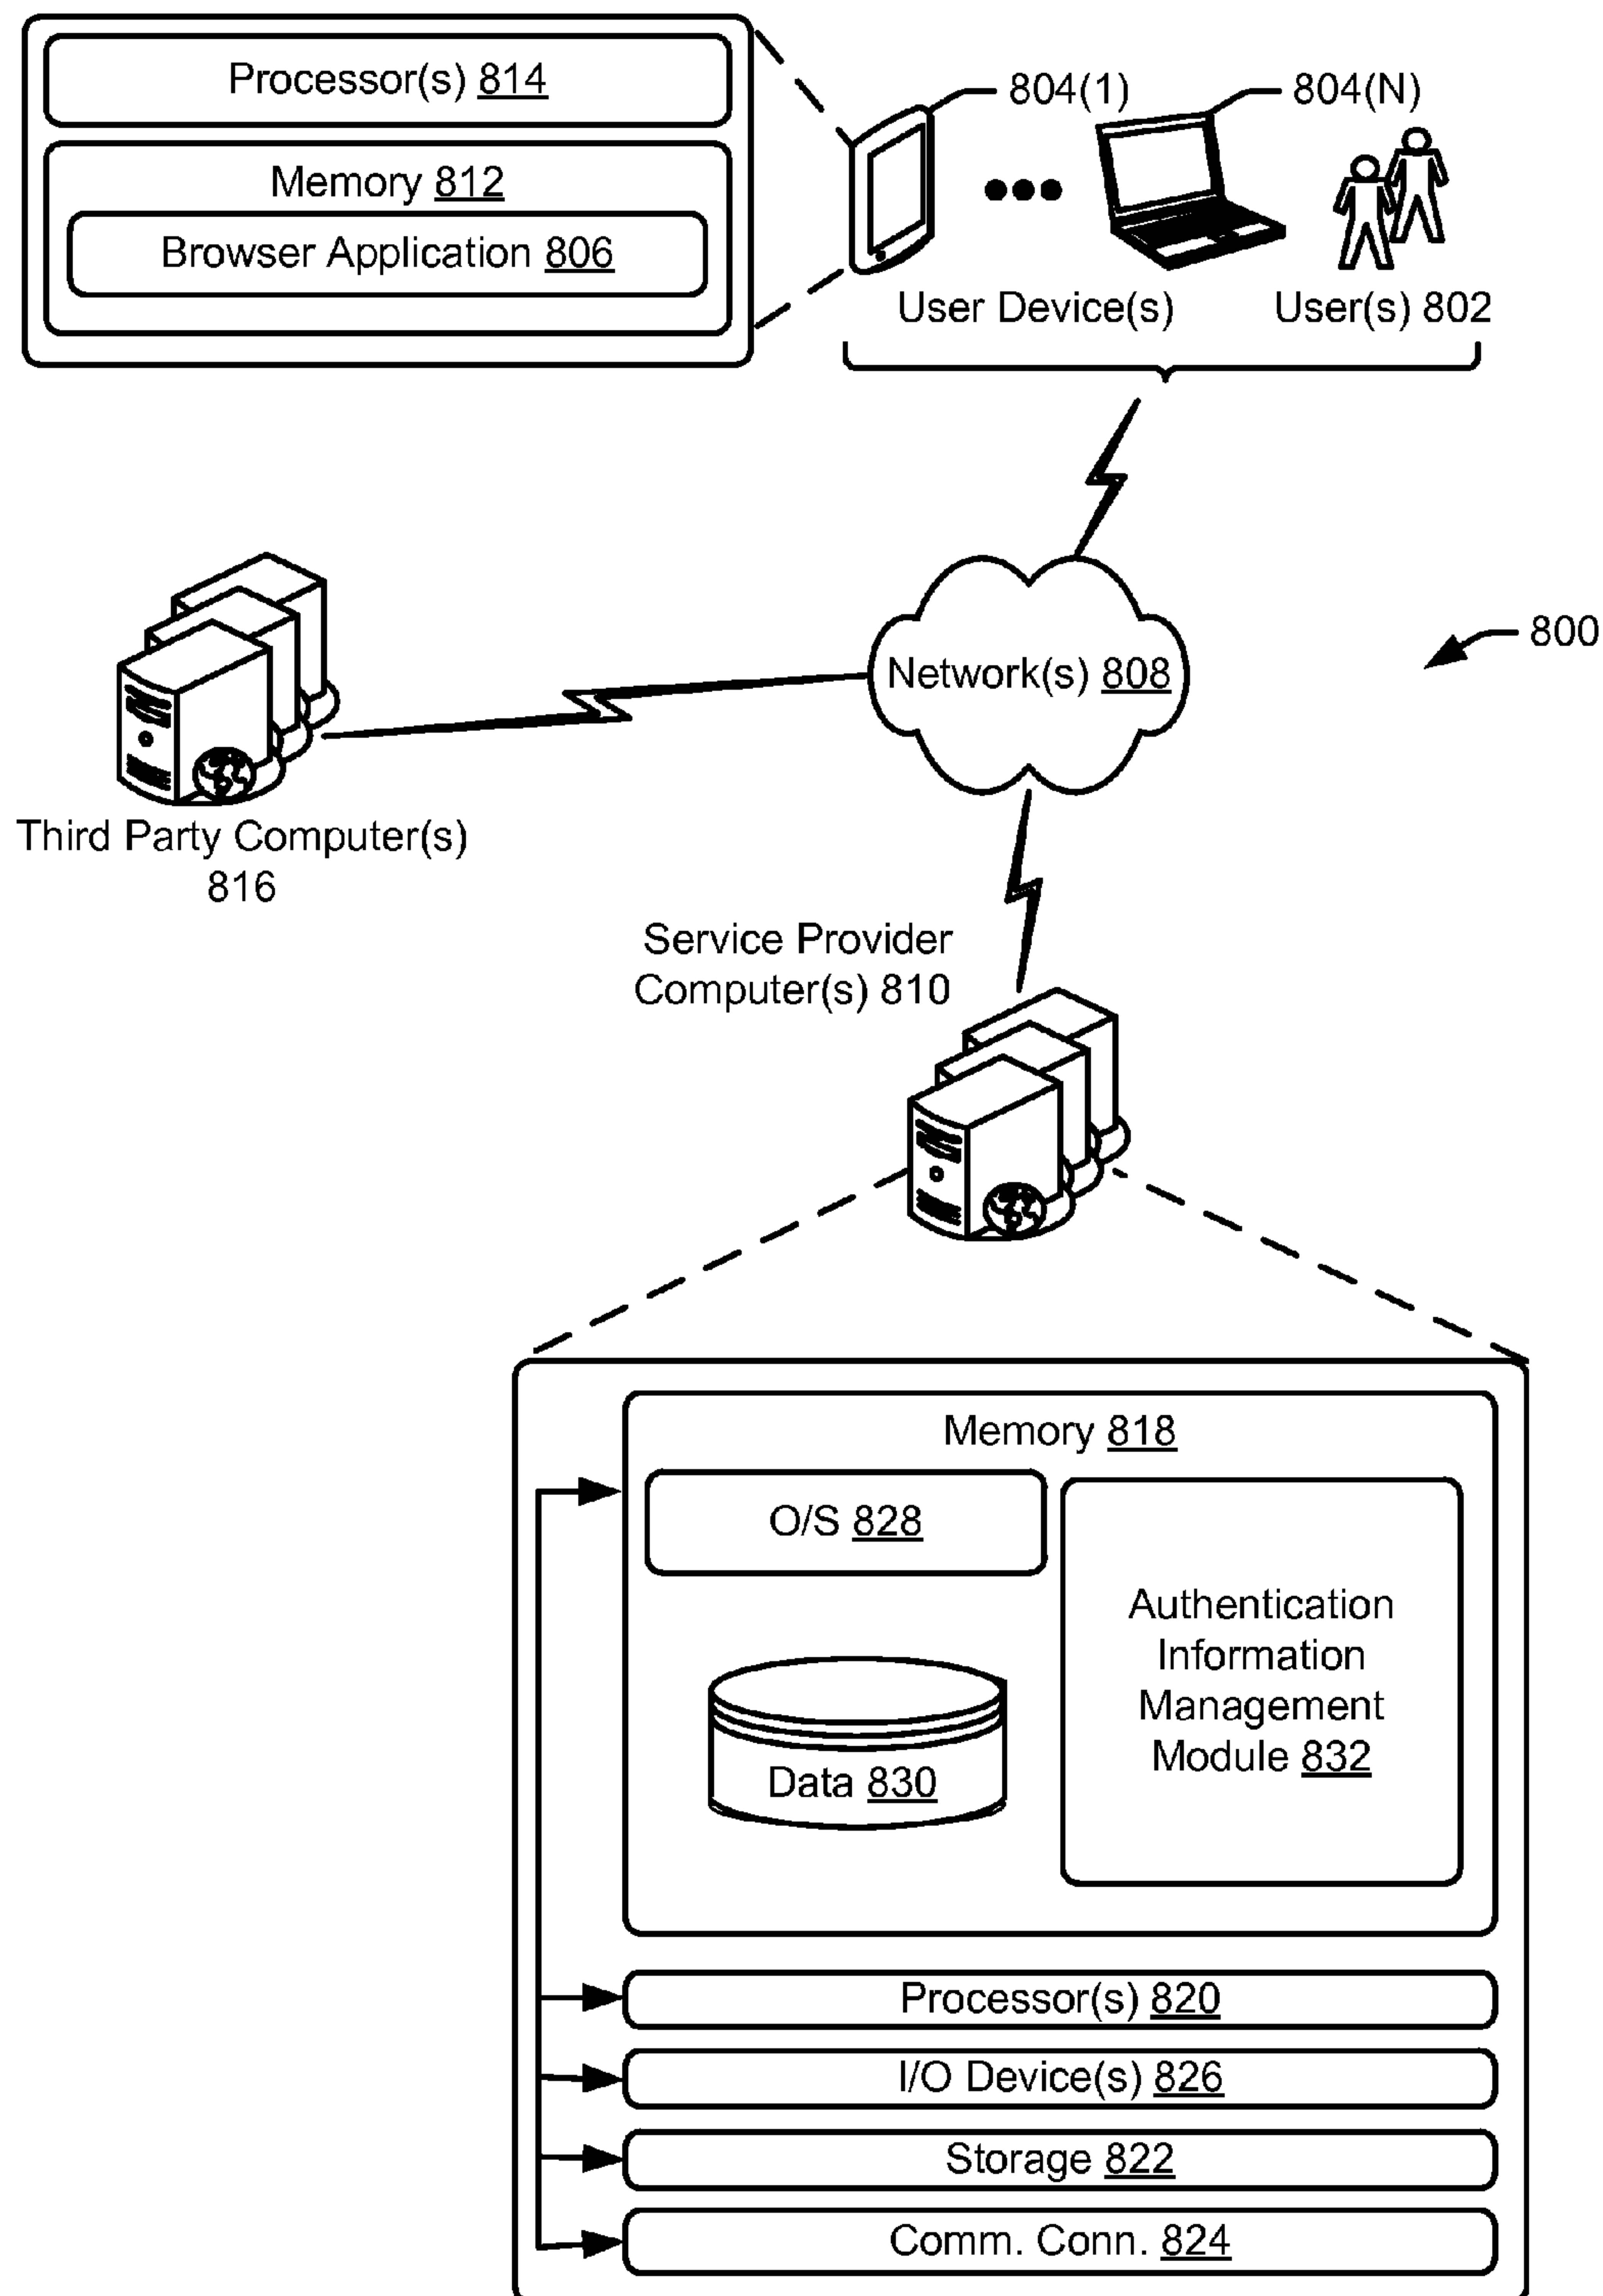 Processor(s) 814
Memory 812
Browser Application 806
804(1)
804(N)
User Device(s)
User(s) 802
Network(s) 808
800
Third Party Computer(s)
816
Service Provider
Computer(s) 810
Memory 818
O/S 828
Data 830
Authentication
Information
Management
Module 832
Processor(s) 820
I/O Device(s) 826
Storage 822
Comm. Conn. 824